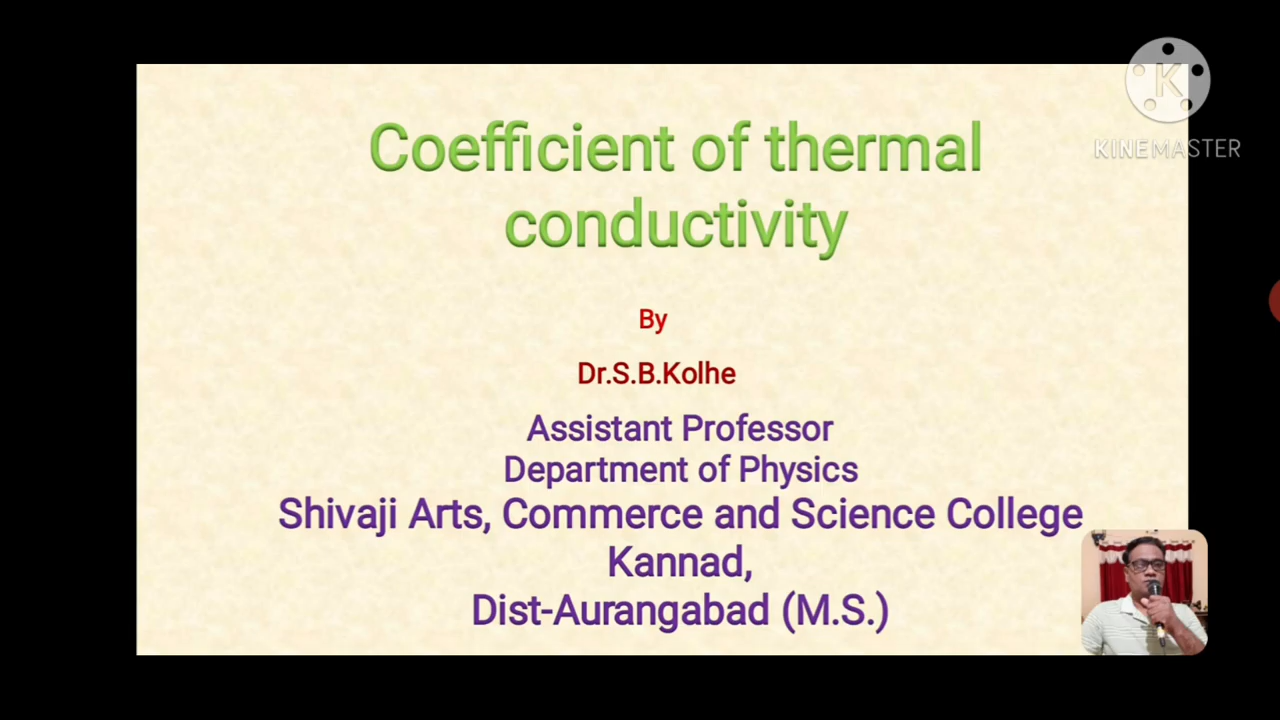 KINEMASTER
Coefficient of thermal
conductivity
By
Dr.S.B.Kolhe
Assistant Professor
Department of Physics
Shivaji Arts, Commerce and Science College
Kannad,
Dist-Aurangabad (M.S.)